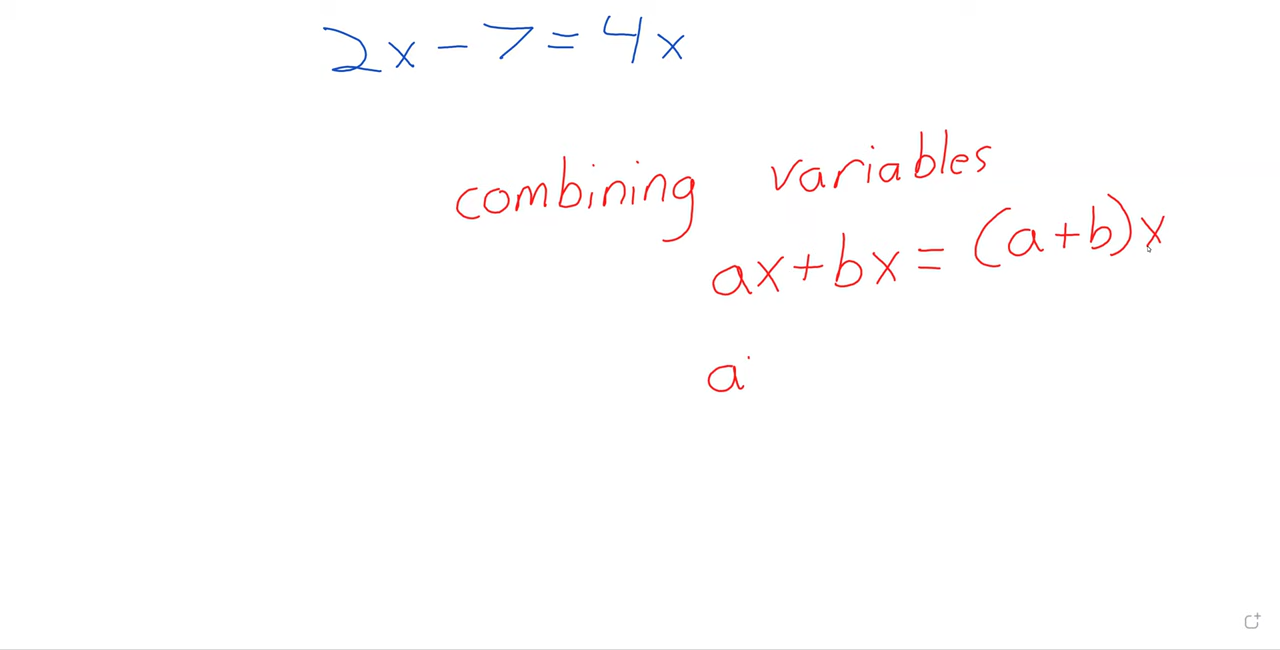 2x - 7 = 4x
combining variables
ax + bx = (a+b)x
a